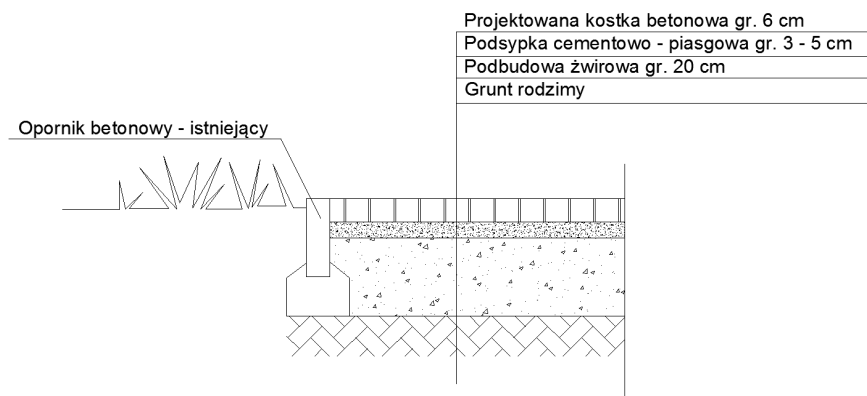 Projektowana kostka betonowa gr. 6 cm
Podsypka cementowo - piasgowa gr. 3 - 5 cm
Podbudowa żwirowa gr. 20 cm
Grunt rodzimy
Opornik betonowy - istniejący